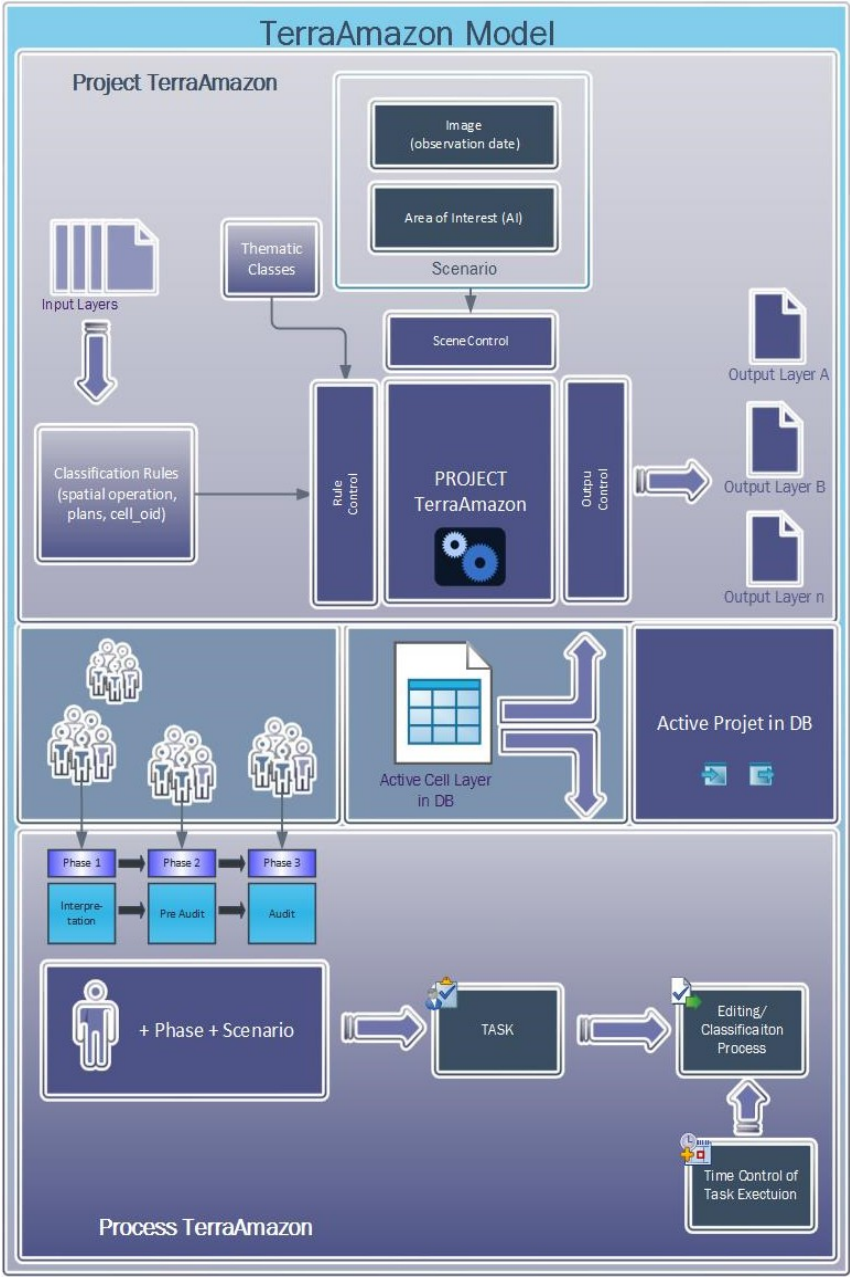 TerraAmazon Model
Project TerraAmazon
Image
(observation date)
Area of Interest (AI)
Scenario
Thematic
Classes
Input Layers
SceneControl
Classification Rules
(spatial operation,
plans, cell_oid)
Rule
Control
PROJECT
TerraAmazon
Outpu
Control
Output Layer A
Output Layer B
Output Layer n
Active Cell Layer
in DB
Active Projet in DB
Phase 1
Phase 2
Phase 3
Interpre-
tation
Pre Audit
Audit
+ Phase + Scenario
TASK
Editing/
Classificaiton
Process
Time Control of
Task Exectuion
Process TerraAmazon